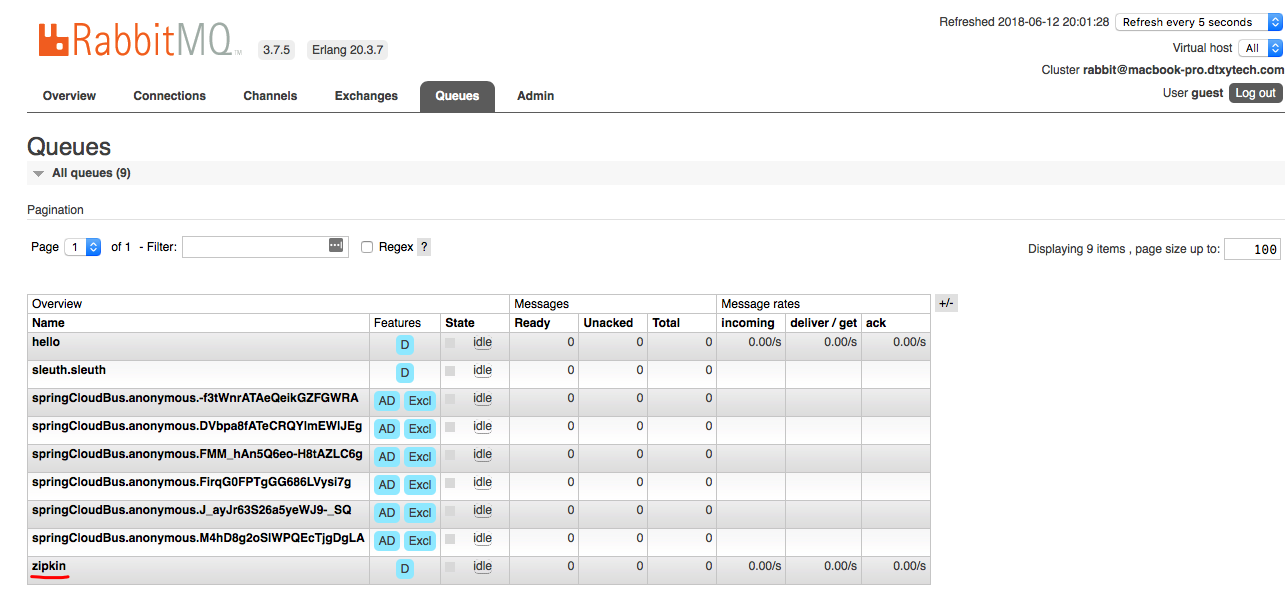 Refreshed 2018-06-12 20:01:28 Refresh every 5 seconds
RabbitMQ TM 3.7.5 Erlang 20.3.7
Virtual host All
Cluster rabbit@macbook-pro.dtxytech.com
User guest Log out
Overview Connections Channels Exchanges Queues Admin
Queues
All queues (9)
Pagination
Page 1 of 1 - Filter: Regex ?
Displaying 9 items , page size up to: 100
Overview Messages Message rates +/-
Name Features State Ready Unacked Total incoming deliver / get ack
hello D idle 0 0 0 0.00/s 0.00/s 0.00/s
sleuth.sleuth D idle 0 0 0
springCloudBus.anonymous.-f3tWnrATAeQeikGZFGWRA AD Excl idle 0 0 0
springCloudBus.anonymous.DVbpa8fATeCRQYlmEWlJEg AD Excl idle 0 0 0
springCloudBus.anonymous.FMM_hAn5Q6eo-H8tAZLC6g AD Excl idle 0 0 0
springCloudBus.anonymous.FirqG0FPTgGG686LVysi7g AD Excl idle 0 0 0
springCloudBus.anonymous.J_ayJr63S26a5yeWJ9-_SQ AD Excl idle 0 0 0
springCloudBus.anonymous.M4hD8g2oSlWPQEcTjgDgLA AD Excl idle 0 0 0
zipkin D idle 0 0 0 0.00/s 0.00/s 0.00/s